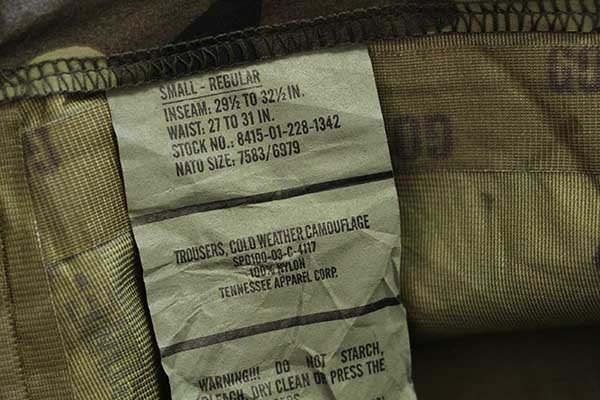 SMALL - REGULAR
INSEAM: 29½ TO 32½ IN.
WAIST: 27 TO 31 IN.
STOCK NO.: 8415-01-228-1342
NATO SIZE: 7583/6979
TROUSERS, COLD WEATHER CAMOUFLAGE
SPO100-03-C-4117
100% NYLON
TENNESSEE APPAREL CORP.
WARNING!!! DO NOT STARCH,
BLEACH, DRY CLEAN OR PRESS THE